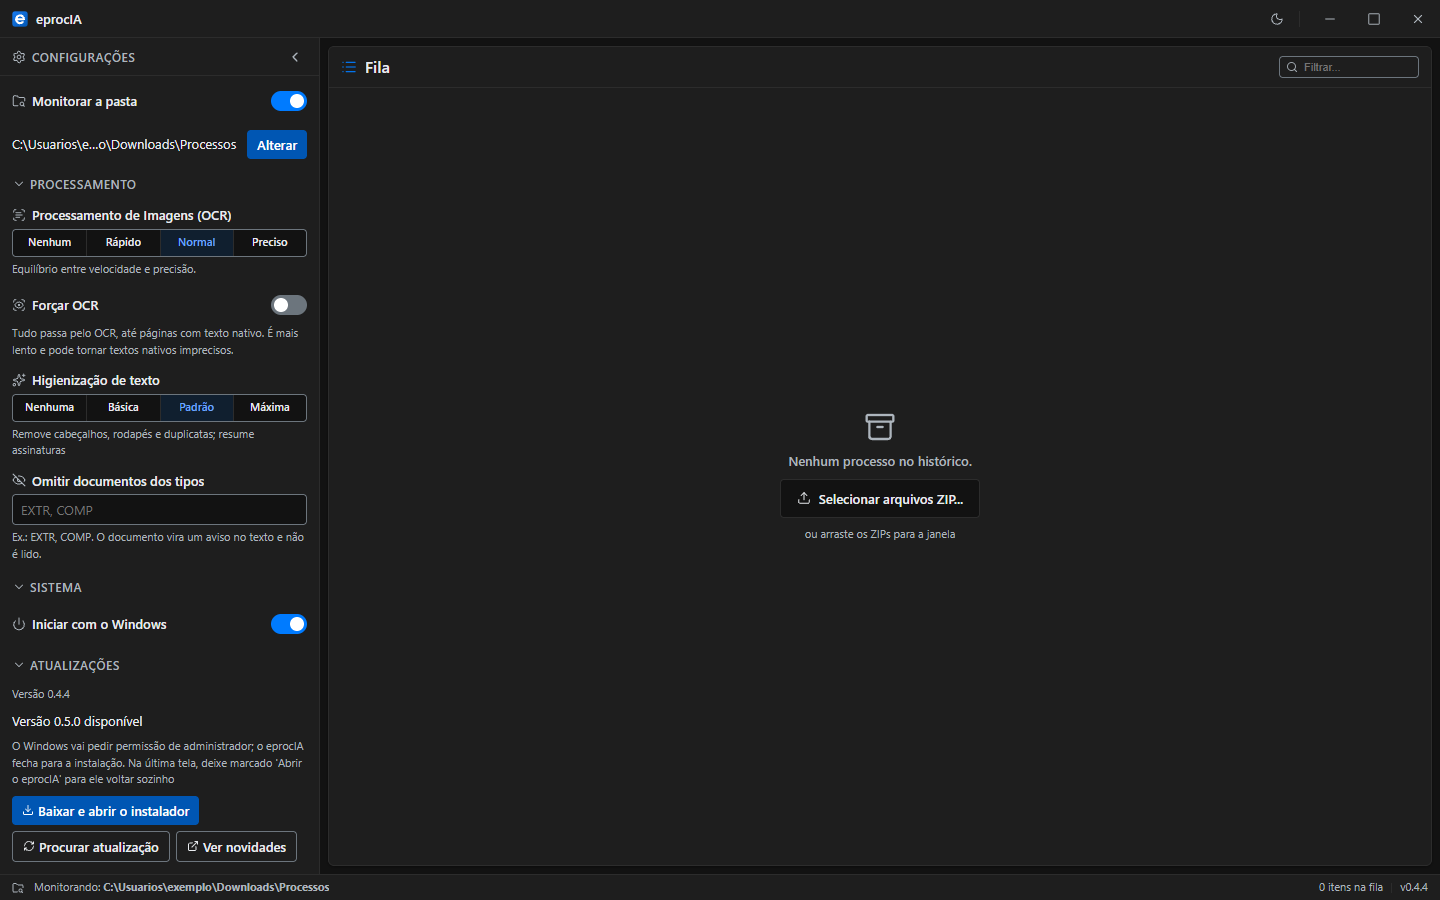 eprocIA
CONFIGURAÇÕES
Monitorar a pasta
C:\Usuarios\e...o\Downloads\Processos
Alterar
PROCESSAMENTO
Processamento de Imagens (OCR)
Nenhum Rápido Normal Preciso
Equilíbrio entre velocidade e precisão.
Forçar OCR
Tudo passa pelo OCR, até páginas com texto nativo. É mais
lento e pode tornar textos nativos imprecisos.
Higienização de texto
Nenhuma Básica Padrão Máxima
Remove cabeçalhos, rodapés e duplicatas; resume
assinaturas
Omitir documentos dos tipos
EXTR, COMP
Ex.: EXTR, COMP. O documento vira um aviso no texto e não
é lido.
SISTEMA
Iniciar com o Windows
ATUALIZAÇÕES
Versão 0.4.4
Versão 0.5.0 disponível
O Windows vai pedir permissão de administrador; o eprocIA
fecha para a instalação. Na última tela, deixe marcado 'Abrir
o eprocIA' para ele voltar sozinho
Baixar e abrir o instalador
Procurar atualização
Ver novidades
Fila
Filtrar...
Nenhum processo no histórico.
Selecionar arquivos ZIP...
ou arraste os ZIPs para a janela
Monitorando: C:\Usuarios\exemplo\Downloads\Processos
0 itens na fila
v0.4.4